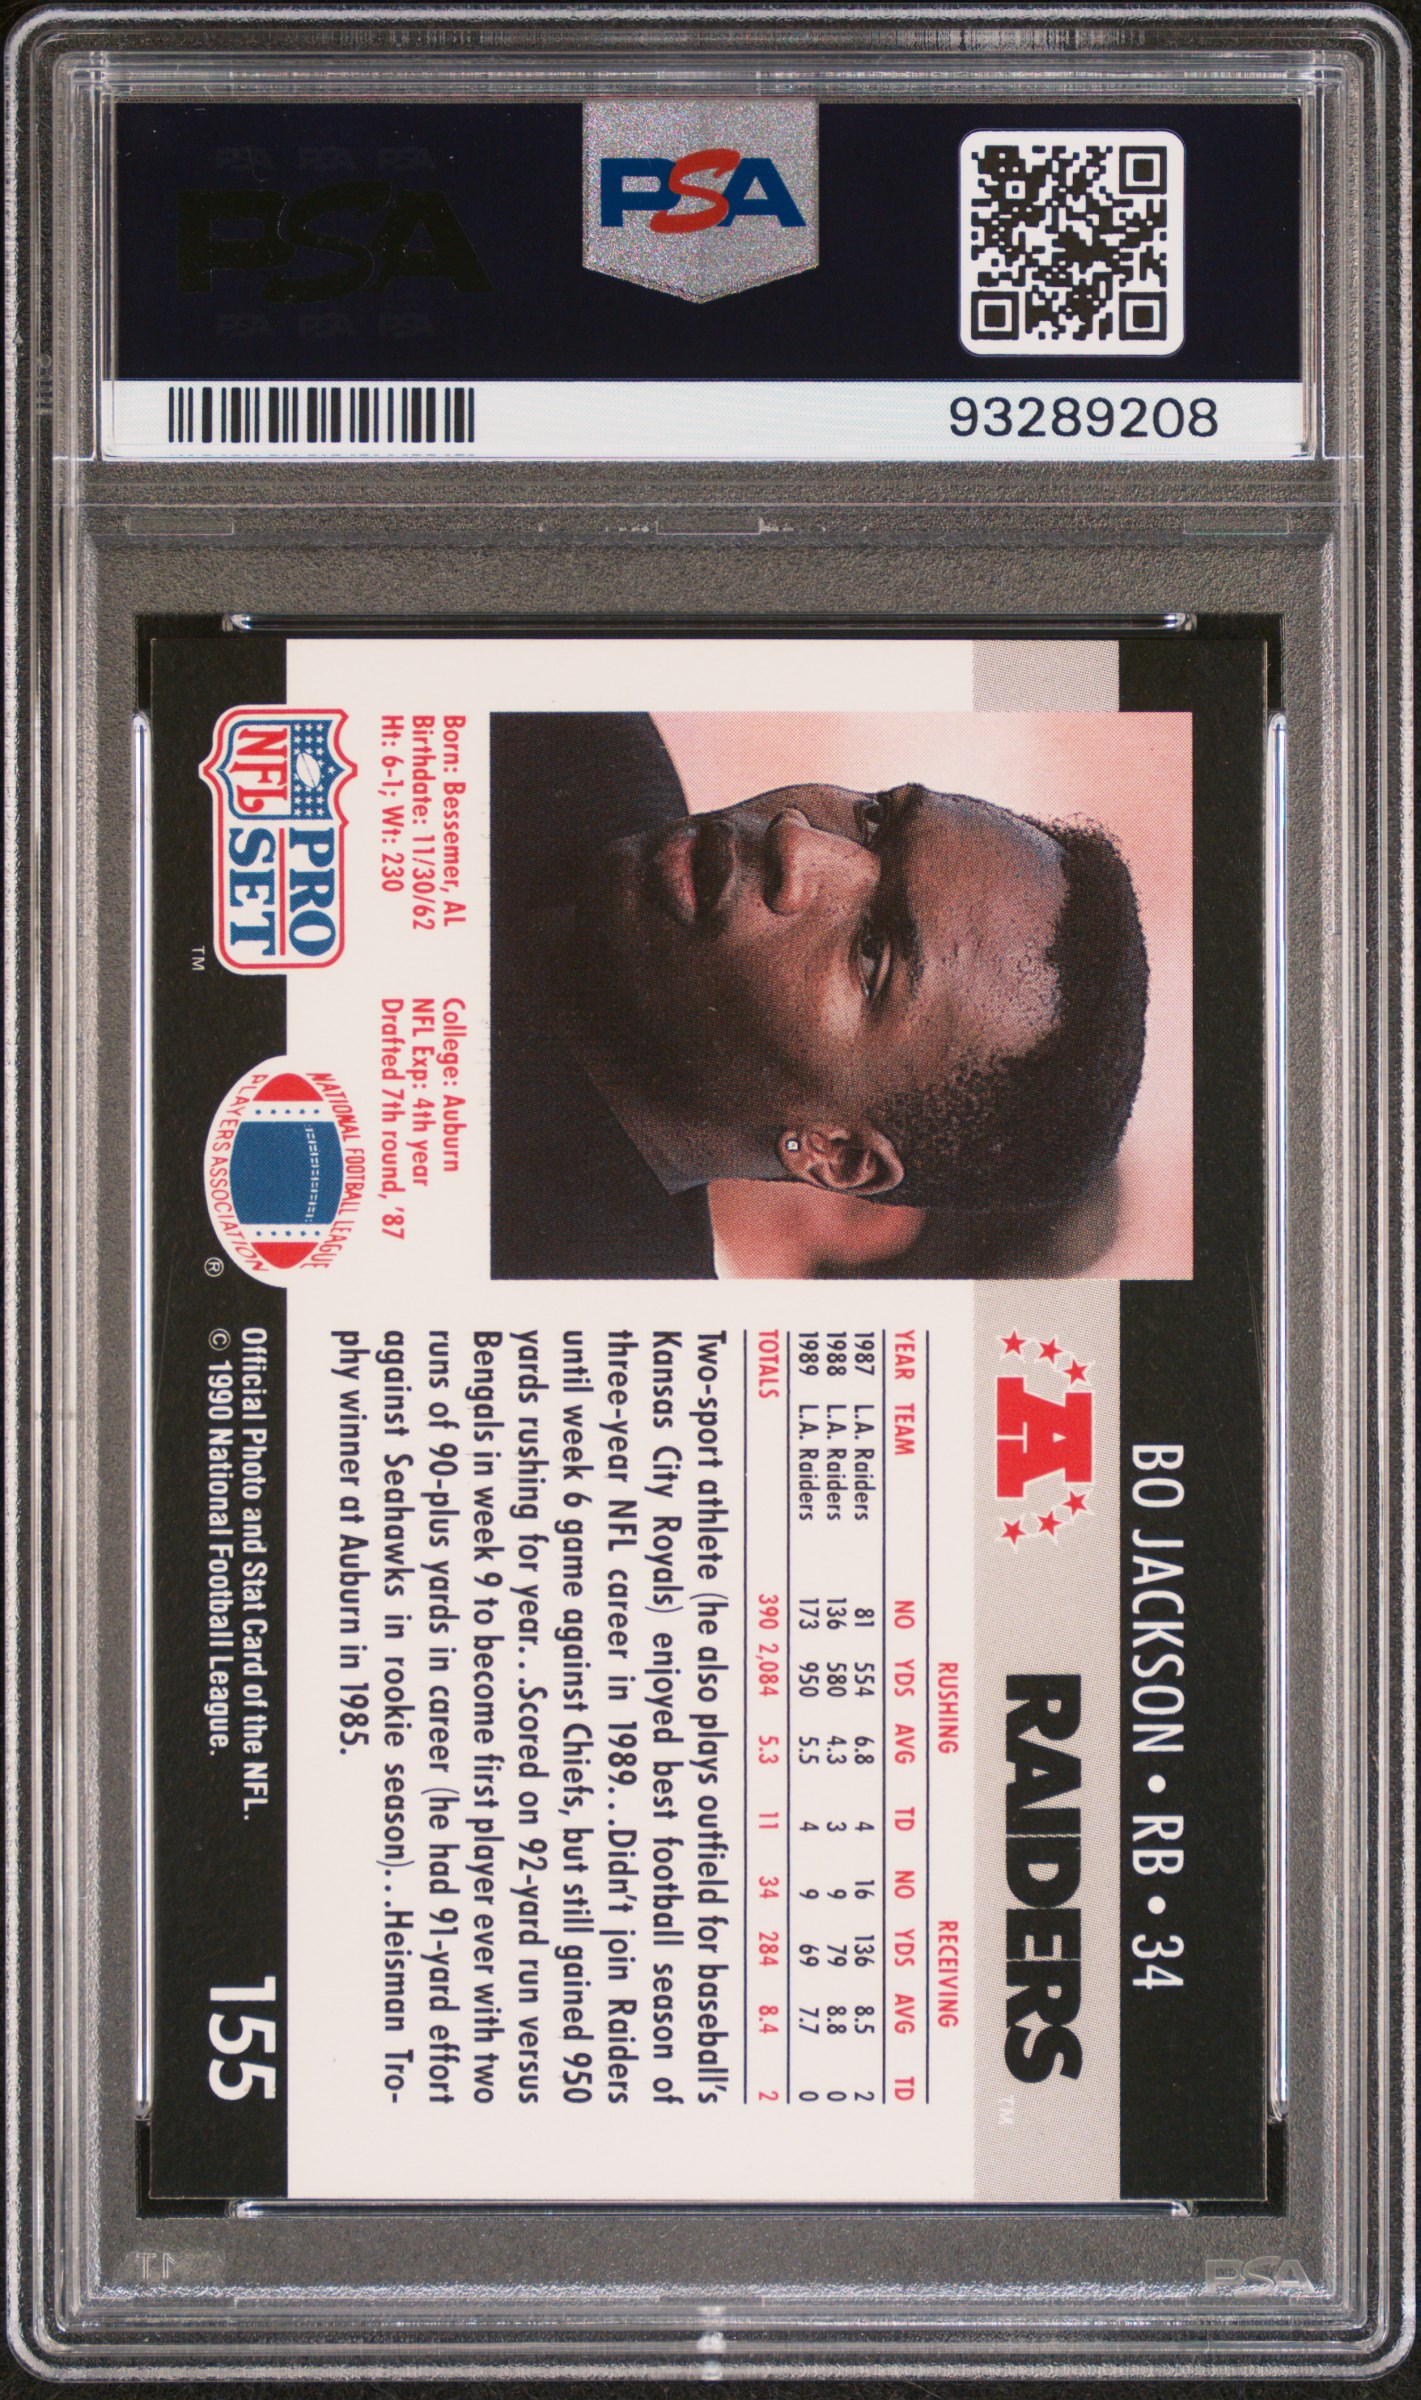 PSA PSA PSA
PSA
PSA PSA PSA
PSA
93289208
BO JACKSON • RB • 34
A RAIDERS TM
RUSHING RECEIVING
YEAR TEAM NO YDS AVG TD NO YDS AVG TD
1987 L.A. Raiders 81 554 6.8 4 16 136 8.5 2
1988 L.A. Raiders 136 580 4.3 3 9 79 8.8 0
1989 L.A. Raiders 173 950 5.5 4 9 69 7.7 0
TOTALS 390 2,084 5.3 11 34 284 8.4 2
Two-sport athlete (he also plays outfield for baseball's
Kansas City Royals) enjoyed best football season of
three-year NFL career in 1989. . .Didn't join Raiders
until week 6 game against Chiefs, but still gained 950
yards rushing for year. . .Scored on 92-yard run versus
Bengals in week 9 to become first player ever with two
runs of 90-plus yards in career (he had 91-yard effort
against Seahawks in rookie season). . .Heisman Tro-
phy winner at Auburn in 1985.
Born: Bessemer, AL
Birthdate: 11/30/62
Ht: 6-1; Wt: 230
College: Auburn
NFL Exp: 4th year
Drafted 7th round, '87
NFL PRO SET TM
NATIONAL FOOTBALL LEAGUE
PLAYERS ASSOCIATION ®
Official Photo and Stat Card of the NFL.
© 1990 National Football League.
155
PSA